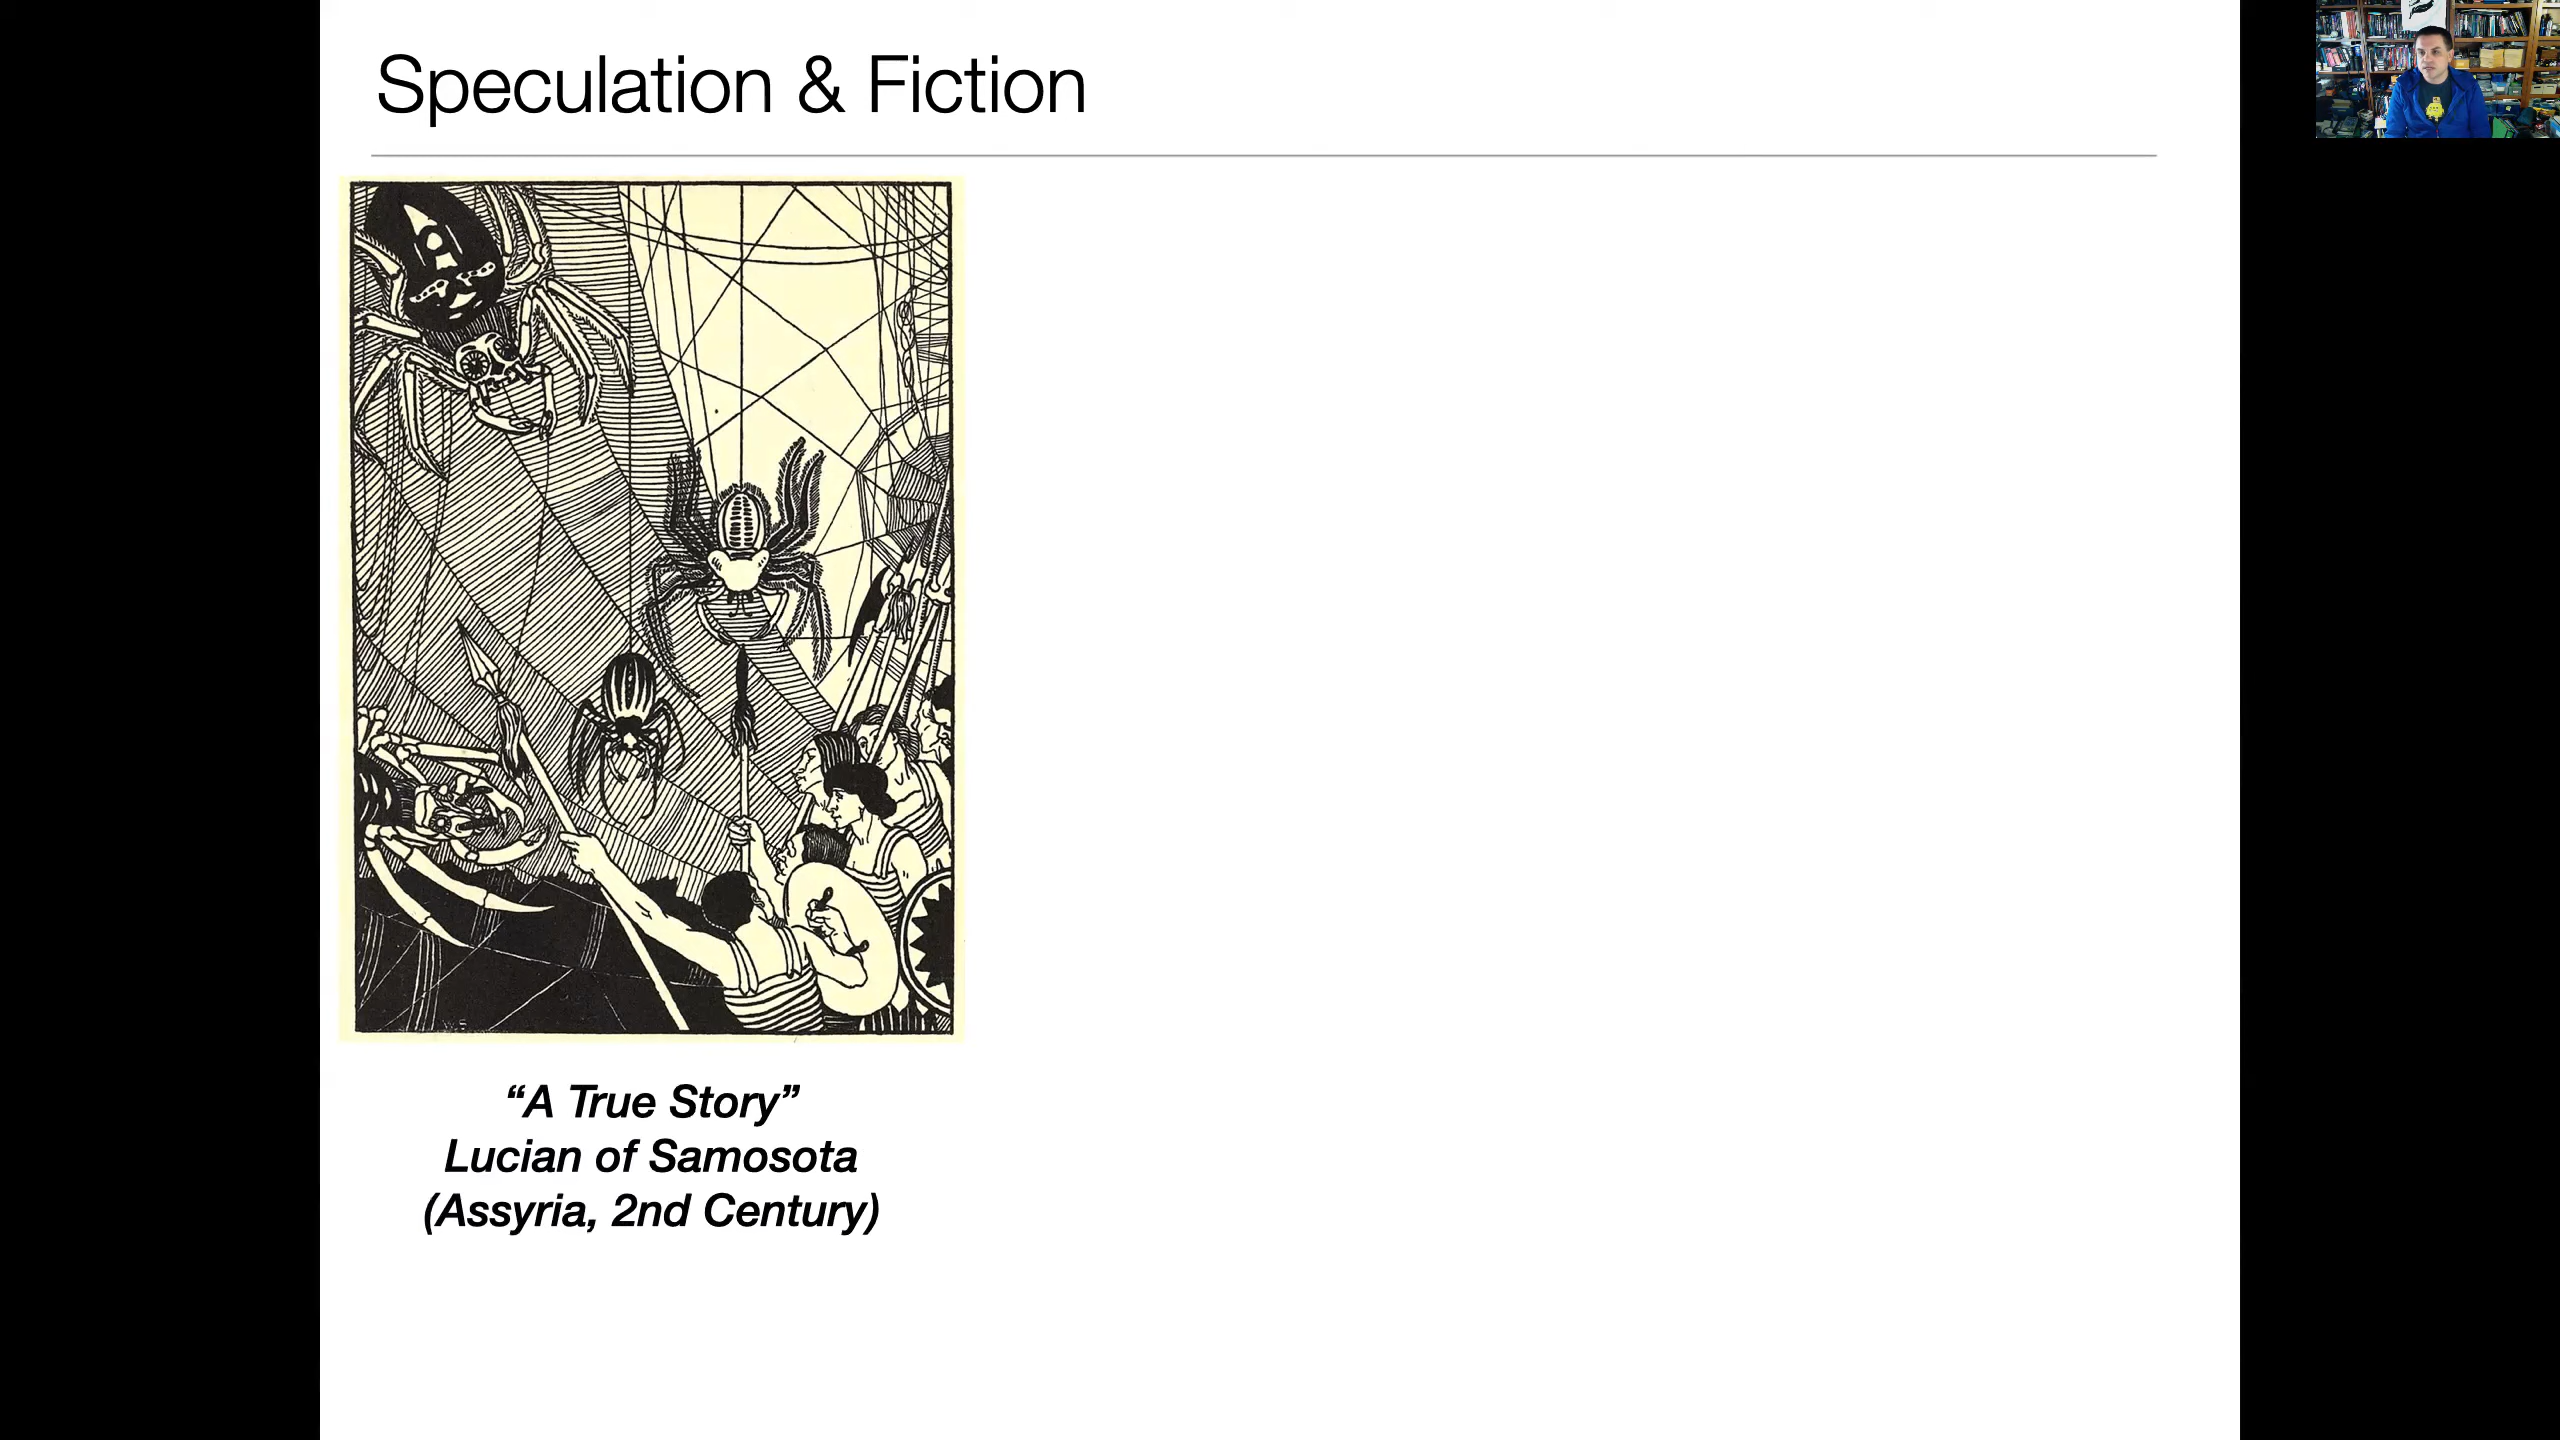 Speculation & Fiction
“A True Story”
Lucian of Samosota
(Assyria, 2nd Century)